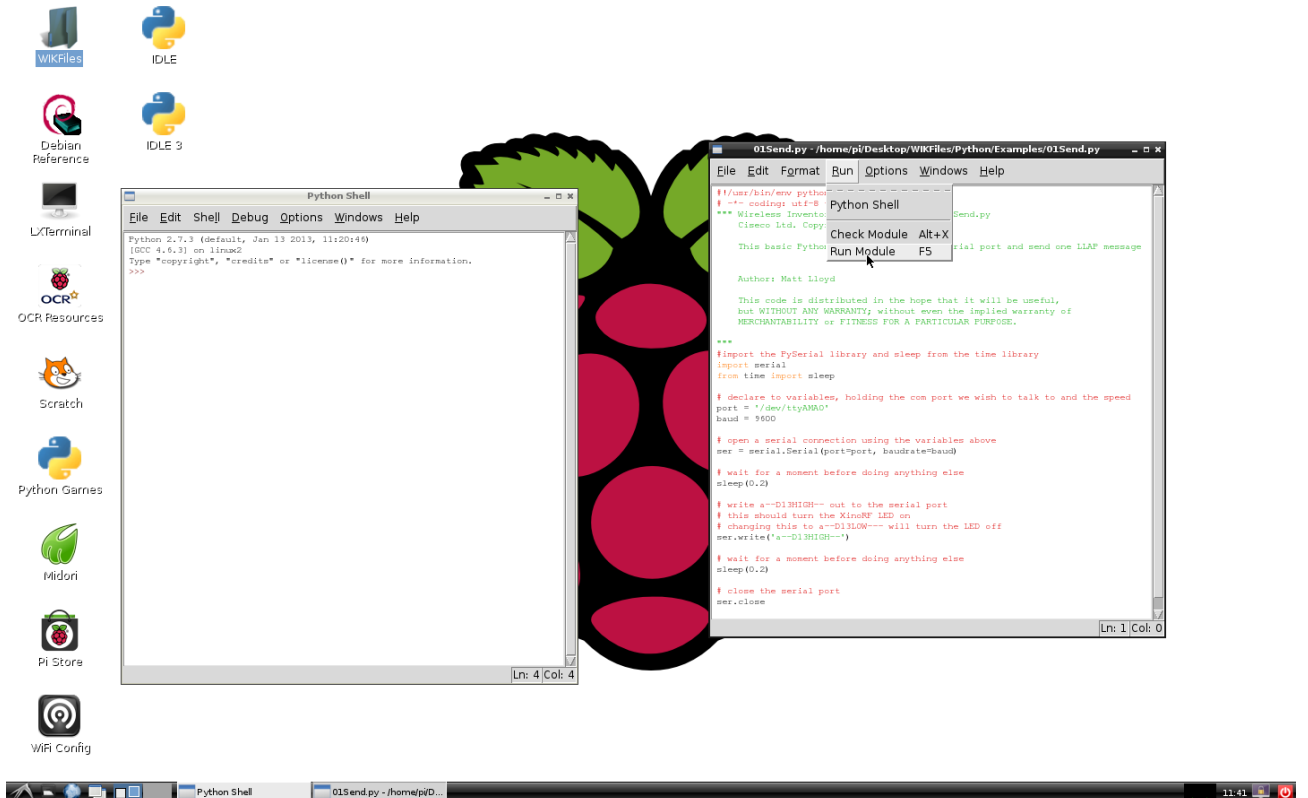 WIKFiles
IDLE
Debian
Reference
IDLE 3
LXTerminal
OCR
OCR Resources
Scratch
Python Games
Midori
Pi Store
WiFi Config
Python Shell
File Edit Shell Debug Options Windows Help
Python 2.7.3 (default, Jan 13 2013, 11:20:46)
[GCC 4.6.3] on linux2
Type "copyright", "credits" or "license()" for more information.
>>>
Ln: 4 Col: 4
01Send.py - /home/pi/Desktop/WIKFiles/Python/Examples/01Send.py
File Edit Format Run Options Windows Help
Python Shell
Check Module Alt+X
Run Module F5
#!/usr/bin/env python
# -*- coding: utf-8
""" Wireless Invento Send.py
Ciseco Ltd. Copy
This basic Python rial port and send one LLAP message
Author: Matt Lloyd
This code is distributed in the hope that it will be useful,
but WITHOUT ANY WARRANTY; without even the implied warranty of
MERCHANTABILITY or FITNESS FOR A PARTICULAR PURPOSE.
"""
#import the PySerial library and sleep from the time library
import serial
from time import sleep
# declare to variables, holding the com port we wish to talk to and the speed
port = '/dev/ttyAMA0'
baud = 9600
# open a serial connection using the variables above
ser = serial.Serial(port=port, baudrate=baud)
# wait for a moment before doing anything else
sleep(0.2)
# write a--D13HIGH-- out to the serial port
# this should turn the XinoRF LED on
# changing this to a--D13LOW--- will turn the LED off
ser.write('a--D13HIGH--')
# wait for a moment before doing anything else
sleep(0.2)
# close the serial port
ser.close
Ln: 1 Col: 0
Python Shell
01Send.py - /home/pi/D...
11:41